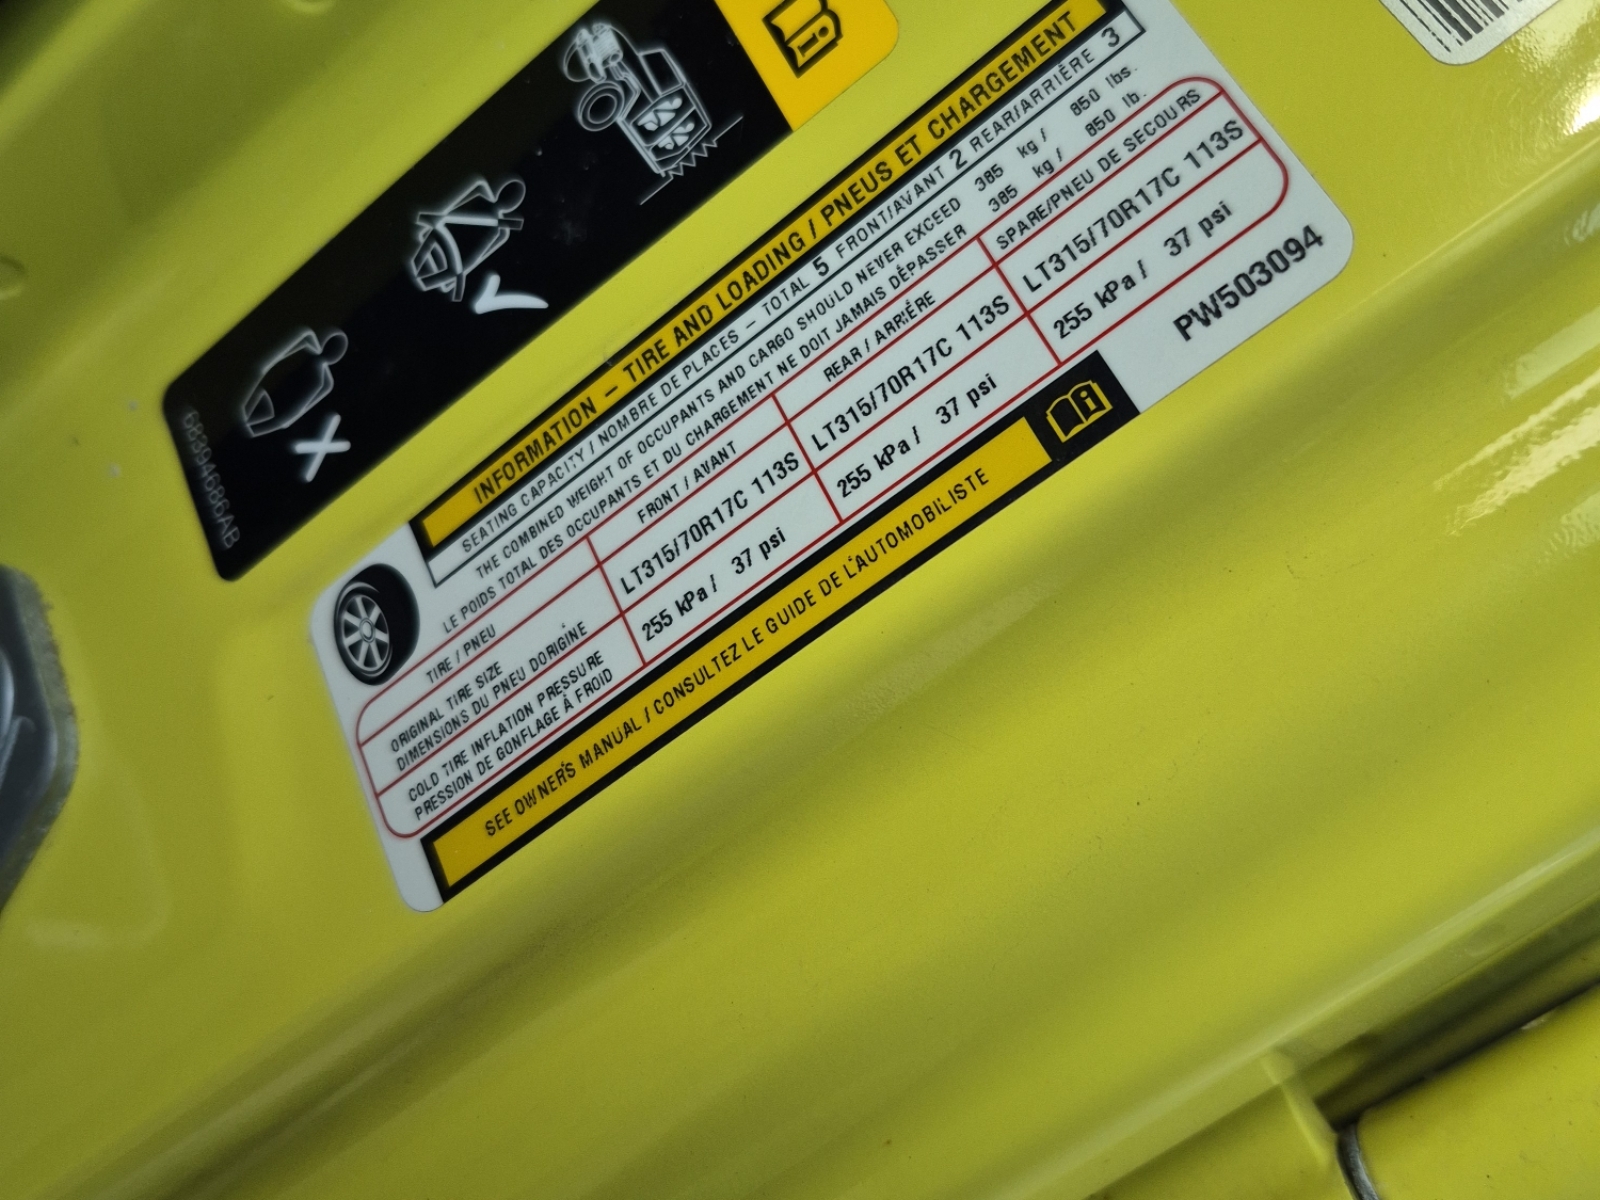 68394686AB
INFORMATION – TIRE AND LOADING / PNEUS ET CHARGEMENT
SEATING CAPACITY / NOMBRE DE PLACES – TOTAL 5 FRONT/AVANT 2 REAR/ARRIÈRE 3
THE COMBINED WEIGHT OF OCCUPANTS AND CARGO SHOULD NEVER EXCEED 385 kg / 850 lbs.
LE POIDS TOTAL DES OCCUPANTS ET DU CHARGEMENT NE DOIT JAMAIS DÉPASSER 385 kg / 850 lb.
TIRE / PNEU FRONT / AVANT REAR / ARRIÈRE SPARE/PNEU DE SECOURS
ORIGINAL TIRE SIZE
DIMENSIONS DU PNEU D'ORIGINE
LT315/70R17C 113S LT315/70R17C 113S LT315/70R17C 113S
COLD TIRE INFLATION PRESSURE
PRESSION DE GONFLAGE À FROID
255 kPa / 37 psi 255 kPa / 37 psi 255 kPa / 37 psi
SEE OWNER'S MANUAL / CONSULTEZ LE GUIDE DE L'AUTOMOBILISTE
PW503094